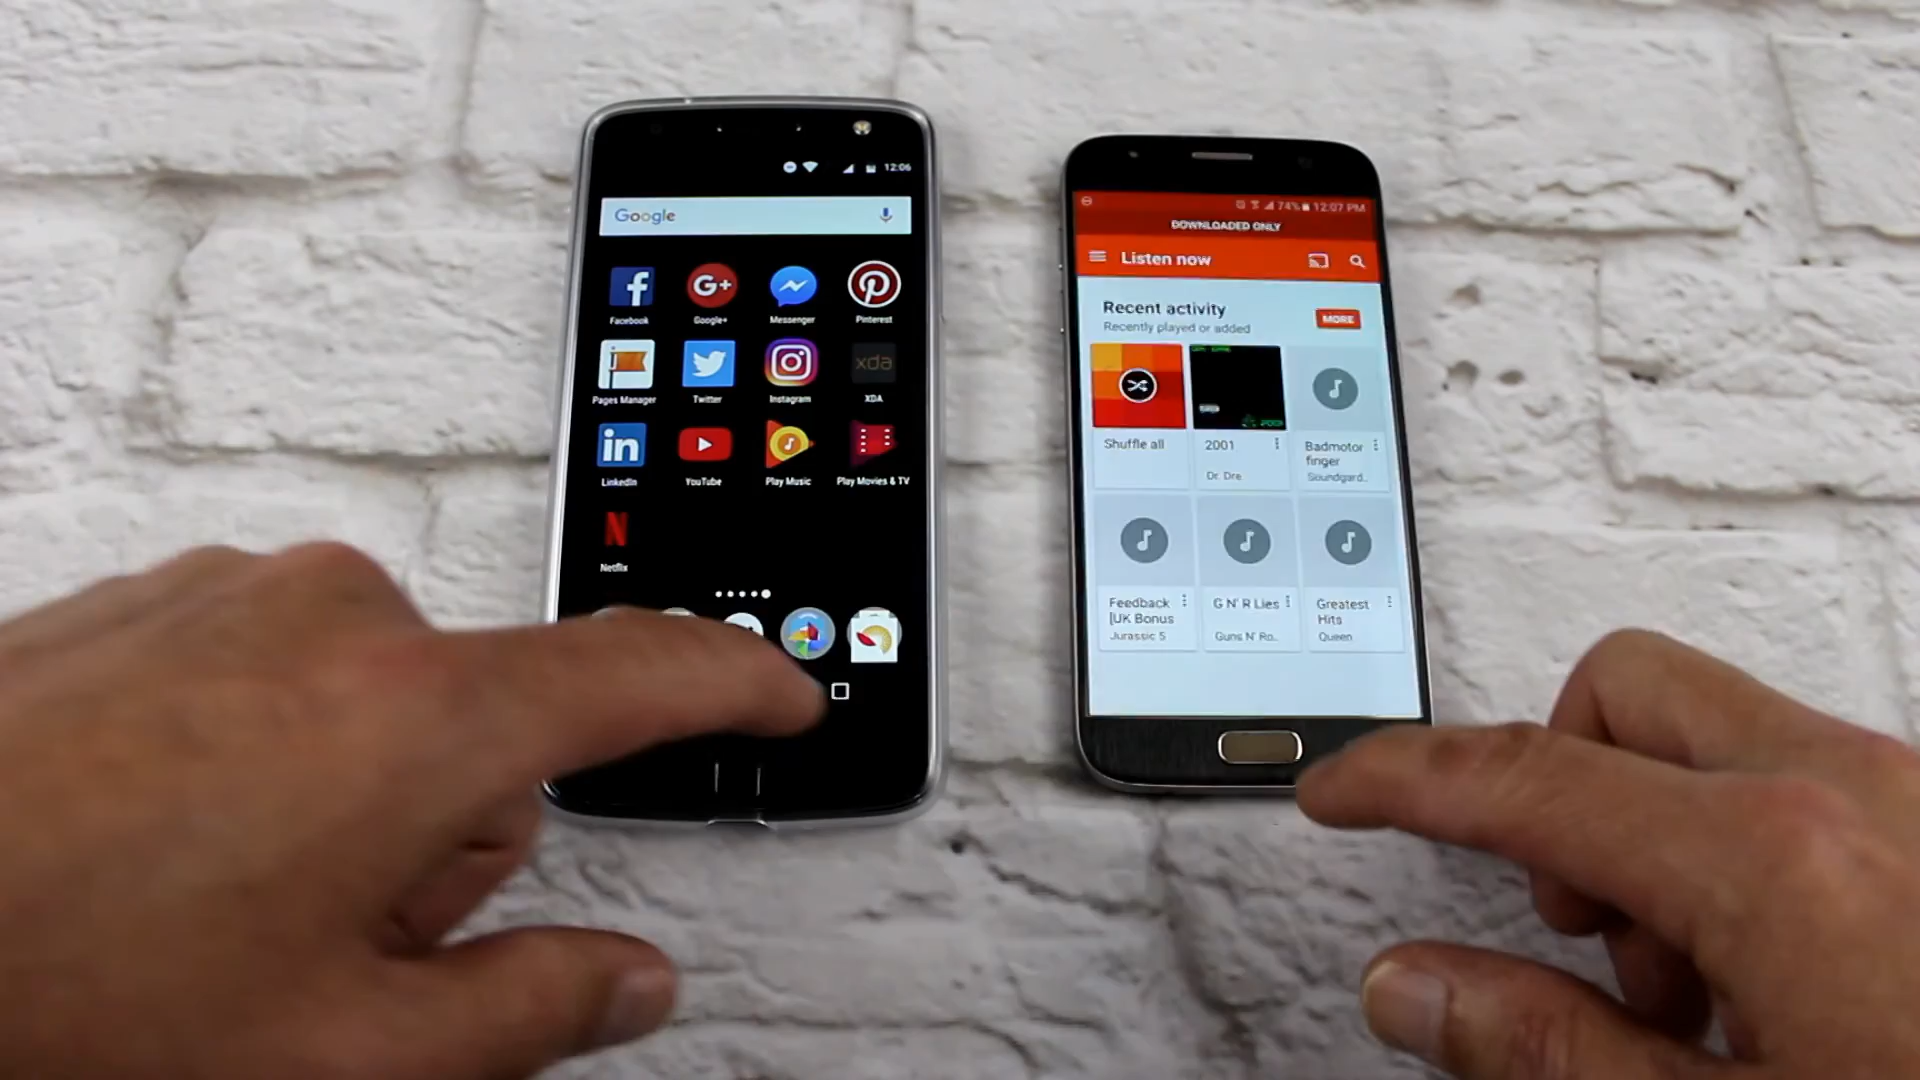 12:06
Google
Facebook
Google+
Messenger
Pinterest
Pages Manager
Twitter
Instagram
xda
XDA
in
LinkedIn
YouTube
Play Music
Play Movies & TV
N
Netflix
74% 12:07 PM
DOWNLOADED ONLY
Listen now
Recent activity
Recently played or added
MORE
Shuffle all
2001
Dr. Dre
Badmotor
finger
Soundgard..
Feedback
[UK Bonus
Jurassic 5
G N' R Lies
Guns N' Ro..
Greatest
Hits
Queen